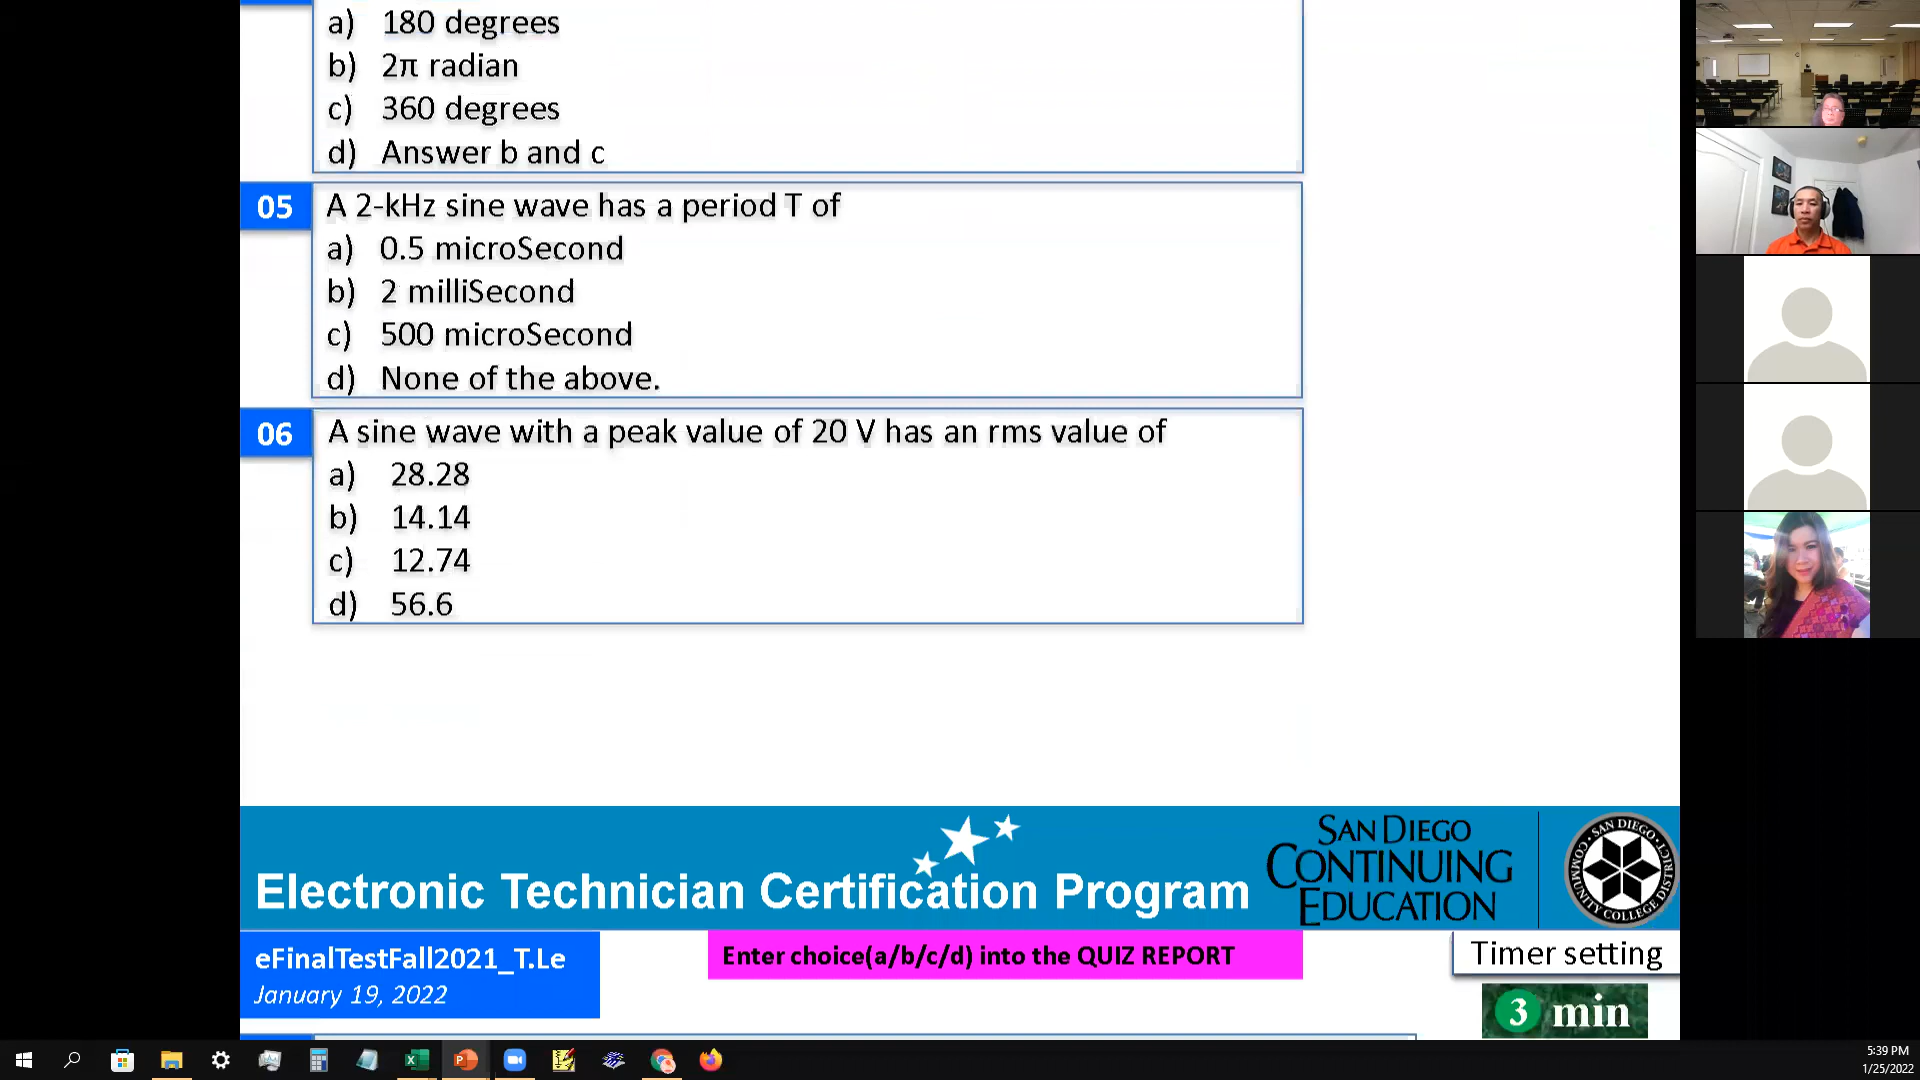 a) 180 degrees
b) 2π radian
c) 360 degrees
d) Answer b and c
05 A 2-kHz sine wave has a period T of
a) 0.5 microSecond
b) 2 milliSecond
c) 500 microSecond
d) None of the above.
06 A sine wave with a peak value of 20 V has an rms value of
a) 28.28
b) 14.14
c) 12.74
d) 56.6
Electronic Technician Certification Program
SAN DIEGO
CONTINUING
EDUCATION
SAN DIEGO
COMMUNITY COLLEGE DISTRICT
eFinalTestFall2021_T.Le
January 19, 2022
Enter choice(a/b/c/d) into the QUIZ REPORT
Timer setting
3 min
5:39 PM
1/25/2022